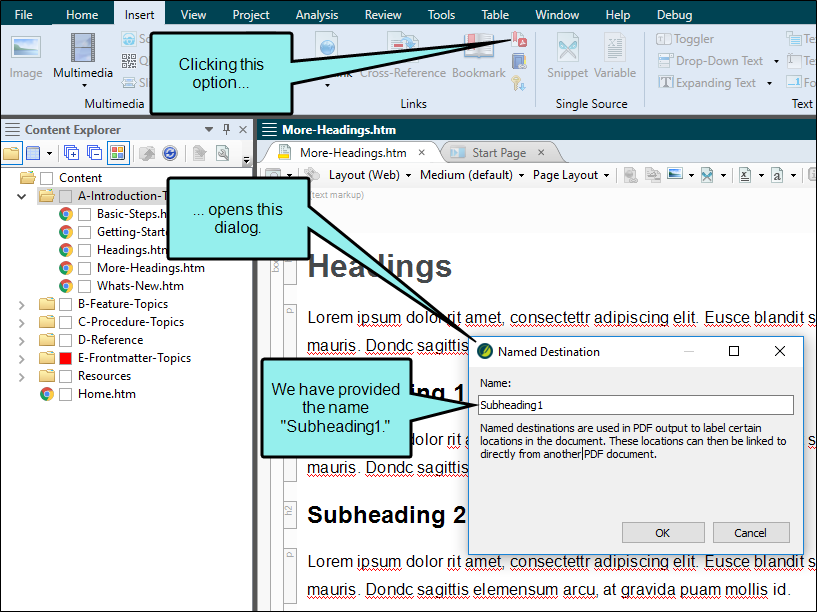 File Home Insert View Project Analysis Review Tools Table Window Help Debug
Image Multimedia Cross-Reference Bookmark Snippet Variable
Toggler
Drop-Down Text
Expanding Text
Multimedia Links Single Source Text
Clicking this
option...
Content Explorer
More-Headings.htm
More-Headings.htm Start Page
Layout (Web) Medium (default) Page Layout
(text markup)
Content
A-Introduction-T
Basic-Steps.h
Getting-Starte
Headings.htm
More-Headings.htm
Whats-New.htm
B-Feature-Topics
C-Procedure-Topics
D-Reference
E-Frontmatter-Topics
Resources
Home.htm
... opens this
dialog.
Headings
p
Lorem ipsum dolor rit amet, consectettr adipiscing elit. Eusce blandit s
mauris. Dondc sagittis
We have provided
the name
"Subheading1."
ding 1
dolor rit a
mauris. Dondc sagittis
Named Destination
Name:
Subheading1
Named destinations are used in PDF output to label certain
locations in the document. These locations can then be linked to
directly from another PDF document.
OK Cancel
h2
Subheading 2
p
Lorem ipsum dolor rit amet, consectettr adipiscing elit. Eusce blandit s
mauris. Dondc sagittis elemensum arcu, at gravida puam mollis id.